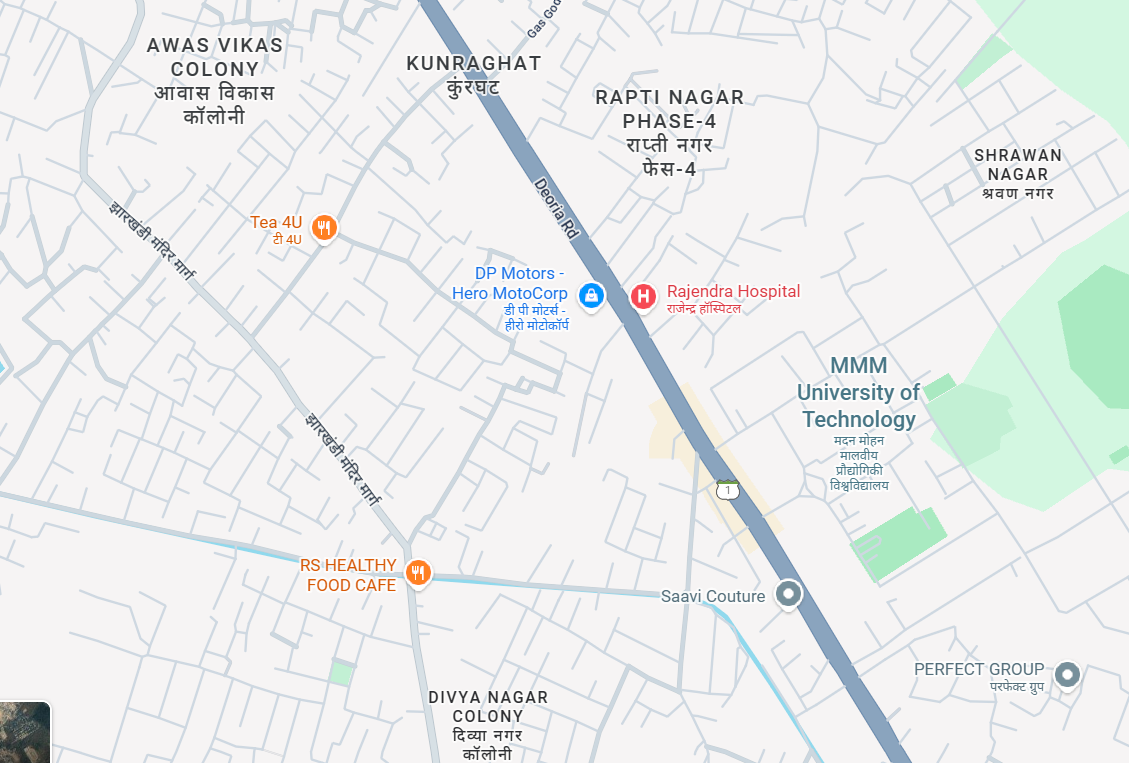 Gas God
AWAS VIKAS
COLONY
आवास विकास
कॉलोनी
KUNRAGHAT
कुंरघट
RAPTI NAGAR
PHASE-4
राप्ती नगर
फेस-4
SHRAWAN
NAGAR
श्रवण नगर
झारखंडी मंदिर मार्ग
Deoria Rd
Tea 4U
टी 4U
DP Motors -
Hero MotoCorp
डी पी मोटर्स -
हीरो मोटोकॉर्प
H
Rajendra Hospital
राजेन्द्र हॉस्पिटल
MMM
University of
Technology
मदन मोहन
मालवीय
प्रौद्योगिकी
विश्वविद्यालय
झारखंडी मंदिर मार्ग
1
RS HEALTHY
FOOD CAFE
Saavi Couture
PERFECT GROUP
परफेक्ट ग्रुप
DIVYA NAGAR
COLONY
दिव्या नगर
कॉलोनी